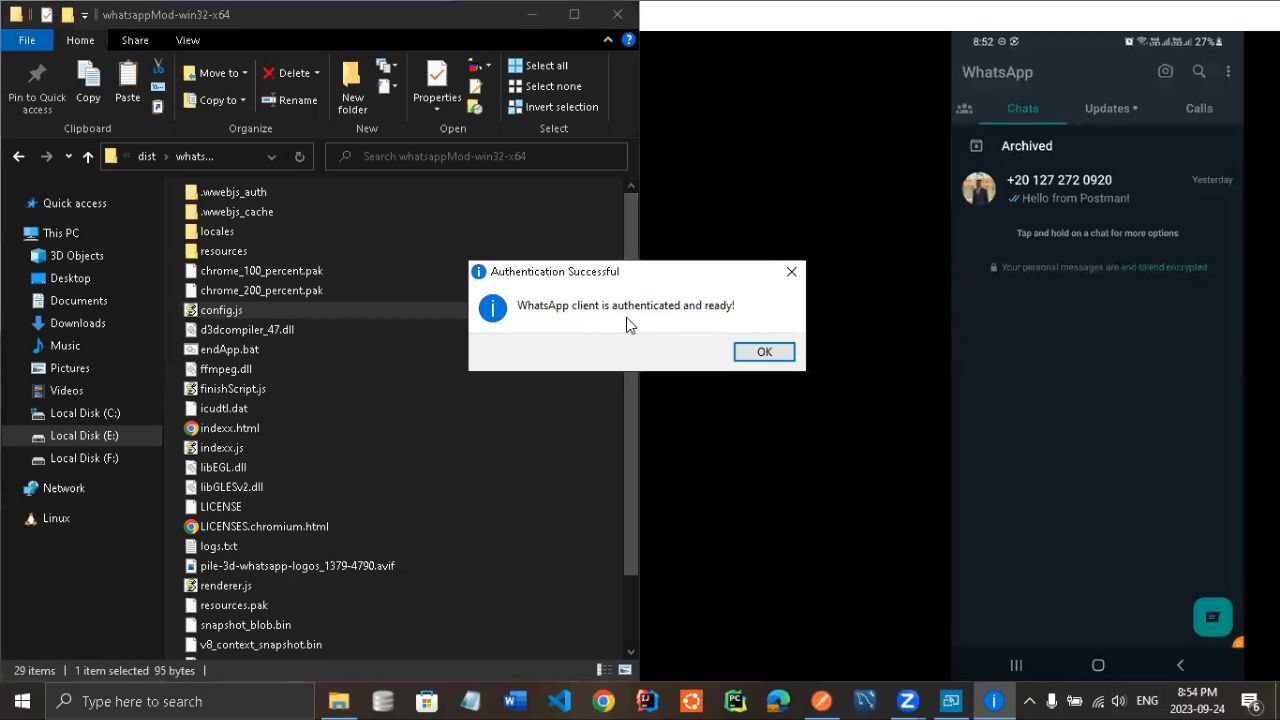 whatsappMod-win32-x64
File
Home
Share
View
Pin to Quick access
Copy
Paste
Clipboard
Move to
Copy to
Delete
Rename
Organize
New folder
New
Properties
Open
Select all
Select none
Invert selection
Select
dist
whats...
Search whatsappMod-win32-x64
Quick access
This PC
3D Objects
Desktop
Documents
Downloads
Music
Pictures
Videos
Local Disk (C:)
Local Disk (E:)
Local Disk (F:)
Network
Linux
.wwebjs_auth
.wwebjs_cache
locales
resources
chrome_100_percent.pak
chrome_200_percent.pak
config.js
d3dcompiler_47.dll
endApp.bat
ffmpeg.dll
finishScript.js
icudtl.dat
indexx.html
indexx.js
libEGL.dll
libGLESv2.dll
LICENSE
LICENSES.chromium.html
logs.txt
pile-3d-whatsapp-logos_1379-4790.avif
renderer.js
resources.pak
snapshot_blob.bin
v8_context_snapshot.bin
29 items
1 item selected 95 bytes
Authentication Successful
WhatsApp client is authenticated and ready!
OK
8:52
27%
WhatsApp
Chats
Updates
Calls
Archived
+20 127 272 0920
Yesterday
Hello from Postman!
Tap and hold on a chat for more options
Your personal messages are end-to-end encrypted
Type here to search
ENG
8:54 PM
2023-09-24
6